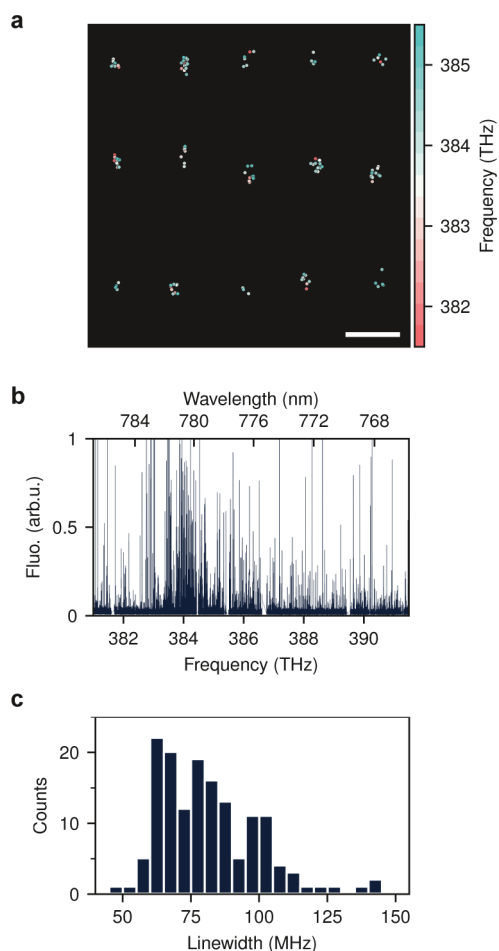 a
385
384
383
382
Frequency (THz)
b
Wavelength (nm)
784 780 776 772 768
1
0.5
0
Fluo. (arb.u.)
382 384 386 388 390
Frequency (THz)
c
20
10
0
Counts
50 75 100 125 150
Linewidth (MHz)